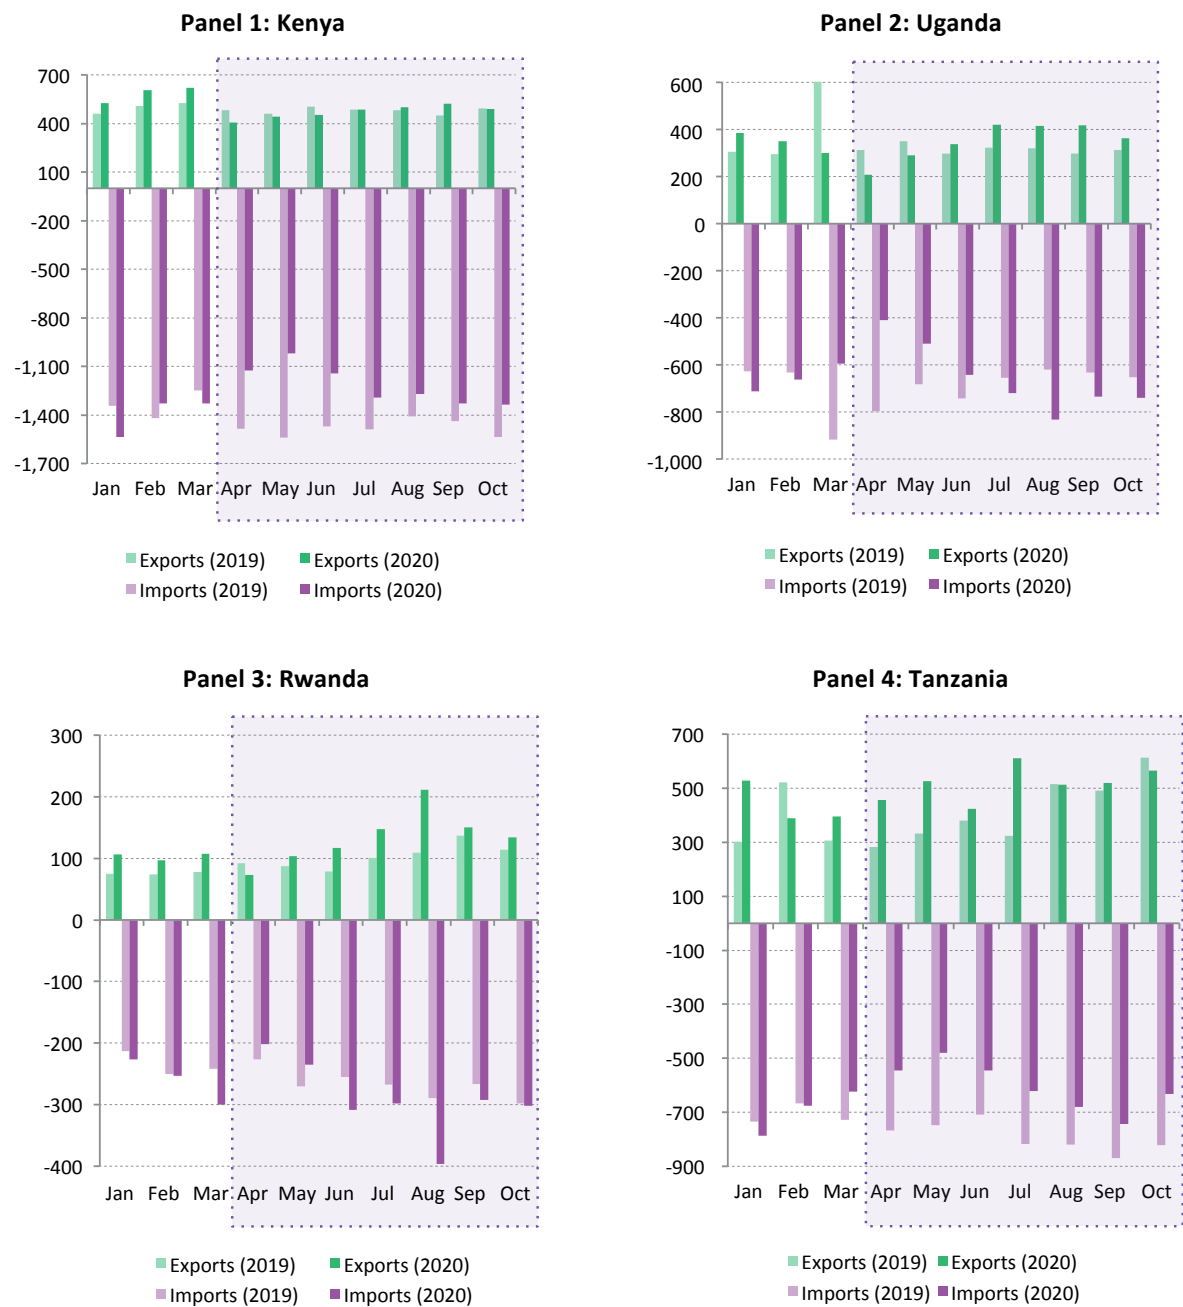 Panel 1: Kenya
700
400
100
-200
-500
-800
-1,100
-1,400
-1,700
Jan Feb Mar Apr May Jun Jul Aug Sep Oct
Exports (2019) Exports (2020)
Imports (2019) Imports (2020)
Panel 2: Uganda
600
400
200
0
-200
-400
-600
-800
-1,000
Jan Feb Mar Apr May Jun Jul Aug Sep Oct
Exports (2019) Exports (2020)
Imports (2019) Imports (2020)
Panel 3: Rwanda
300
200
100
0
-100
-200
-300
-400
Jan Feb Mar Apr May Jun Jul Aug Sep Oct
Exports (2019) Exports (2020)
Imports (2019) Imports (2020)
Panel 4: Tanzania
700
500
300
100
-100
-300
-500
-700
-900
Jan Feb Mar Apr May Jun Jul Aug Sep Oct
Exports (2019) Exports (2020)
Imports (2019) Imports (2020)